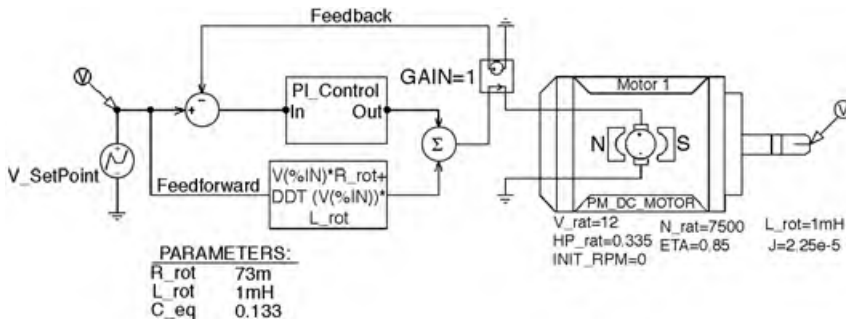 Feedback
GAIN=1
V
PI_Control
In
Out
+
-
Σ
V_SetPoint
Feedforward
V(%IN)*R_rot+
DDT (V(%IN))*
L_rot
Motor 1
N
S
V
PM_DC_MOTOR
V_rat=12
HP_rat=0.335
INIT_RPM=0
N_rat=7500
ETA=0.85
L_rot=1mH
J=2.25e-5
PARAMETERS:
R_rot 73m
L_rot 1mH
C_eq 0.133